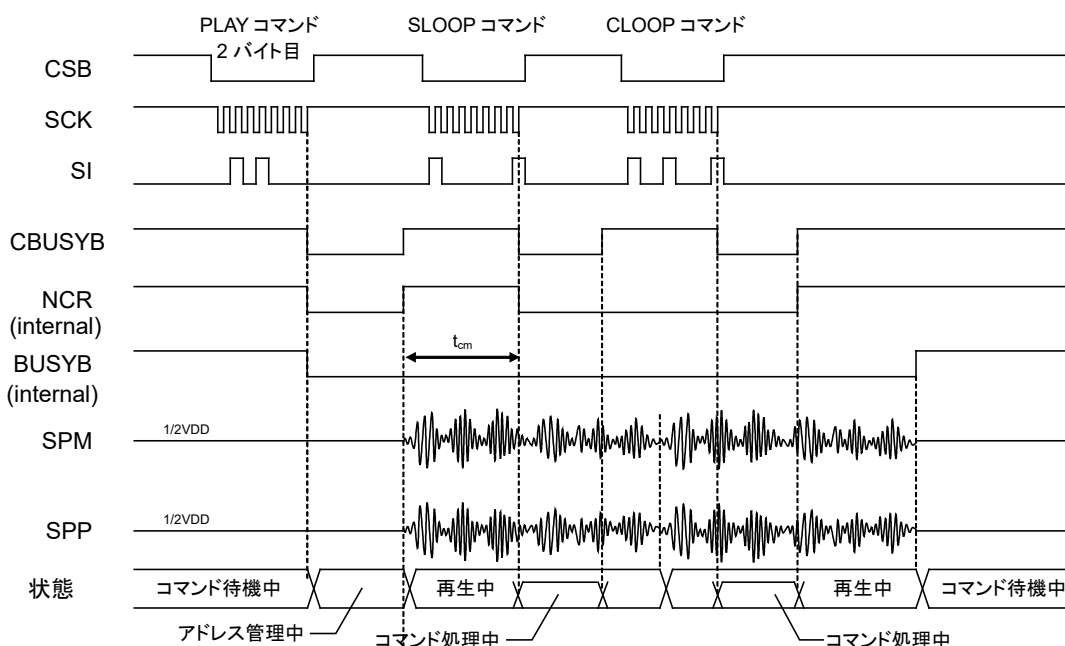 PLAY コマンド
2 バイト目
SLOOP コマンド
CLOOP コマンド
CSB
SCK
SI
CBUSYB
NCR
(internal)
tcm
BUSYB
(internal)
SPM
1/2VDD
SPP
1/2VDD
状態
コマンド待機中
再生中
再生中
コマンド待機中
アドレス管理中
コマンド処理中
コマンド処理中